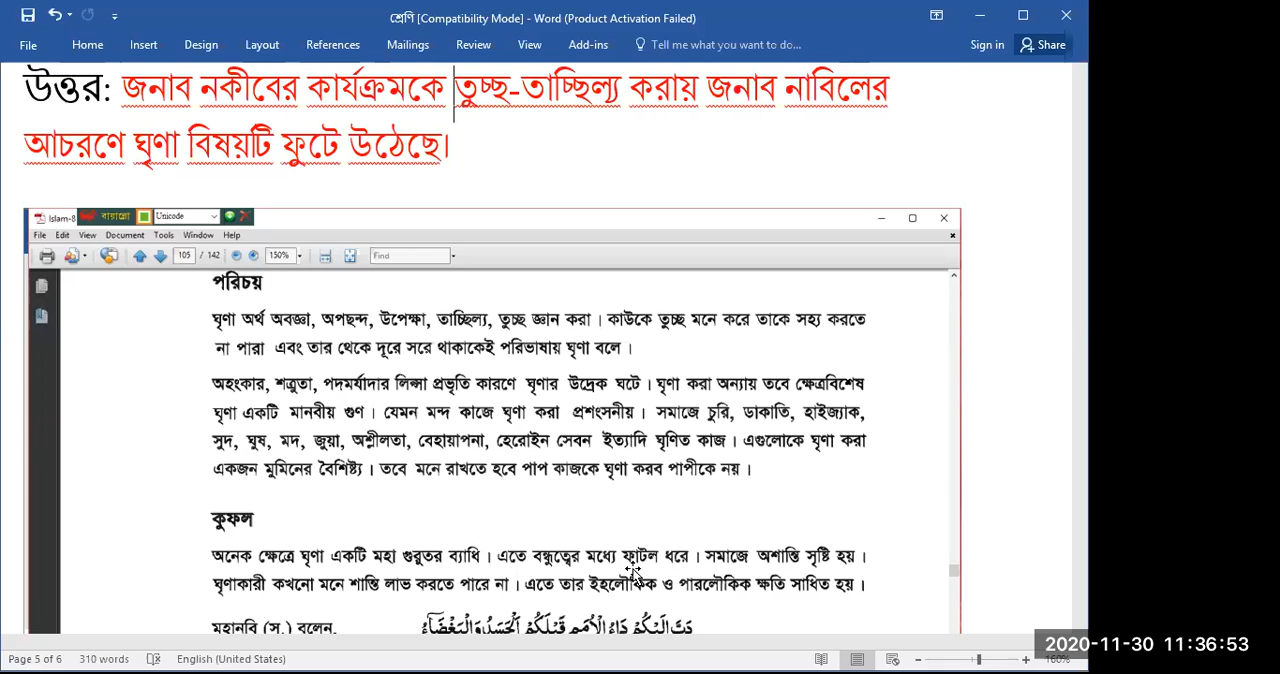 শ্রেণি [Compatibility Mode] - Word (Product Activation Failed)
File Home Insert Design Layout References Mailings Review View Add-ins Tell me what you want to do... Sign in Share
উত্তর: জনাব নকীবের কার্যক্রমকে তুচ্ছ-তাচ্ছিল্য করায় জনাব নাবিলের
আচরণে ঘৃণা বিষয়টি ফুটে উঠেছে।
Islam-8 বায়ান্নো Unicode
File Edit View Document Tools Window Help
105 / 142 150% Find
পরিচয়
ঘৃণা অর্থ অবজ্ঞা, অপছন্দ, উপেক্ষা, তাচ্ছিল্য, তুচ্ছ জ্ঞান করা। কাউকে তুচ্ছ মনে করে তাকে সহ্য করতে
না পারা এবং তার থেকে দূরে সরে থাকাকেই পরিভাষায় ঘৃণা বলে।
অহংকার, শত্রুতা, পদমর্যাদার লিপ্সা প্রভৃতি কারণে ঘৃণার উদ্রেক ঘটে। ঘৃণা করা অন্যায় তবে ক্ষেত্রবিশেষ
ঘৃণা একটি মানবীয় গুণ। যেমন মন্দ কাজে ঘৃণা করা প্রশংসনীয়। সমাজে চুরি, ডাকাতি, হাইজ্যাক,
সুদ, ঘুষ, মদ, জুয়া, অশ্লীলতা, বেহায়াপনা, হেরোইন সেবন ইত্যাদি ঘৃণিত কাজ। এগুলোকে ঘৃণা করা
একজন মুমিনের বৈশিষ্ট্য। তবে মনে রাখতে হবে পাপ কাজকে ঘৃণা করব পাপীকে নয়।
কুফল
অনেক ক্ষেত্রে ঘৃণা একটি মহা গুরুতর ব্যাধি। এতে বন্ধুত্বের মধ্যে ফাটল ধরে। সমাজে অশান্তি সৃষ্টি হয়।
ঘৃণাকারী কখনো মনে শান্তি লাভ করতে পারে না। এতে তার ইহলৌকিক ও পারলৌকিক ক্ষতি সাধিত হয়।
মহানবি (স.) বলেন, دَبَّ اِلَيْكُمْ دَاءُ الْاُمَمِ قَبْلَكُمْ اَلْحَسَدُ وَالْبَغْضَاءُ
Page 5 of 6 310 words English (United States) 160%
2020-11-30 11:36:53